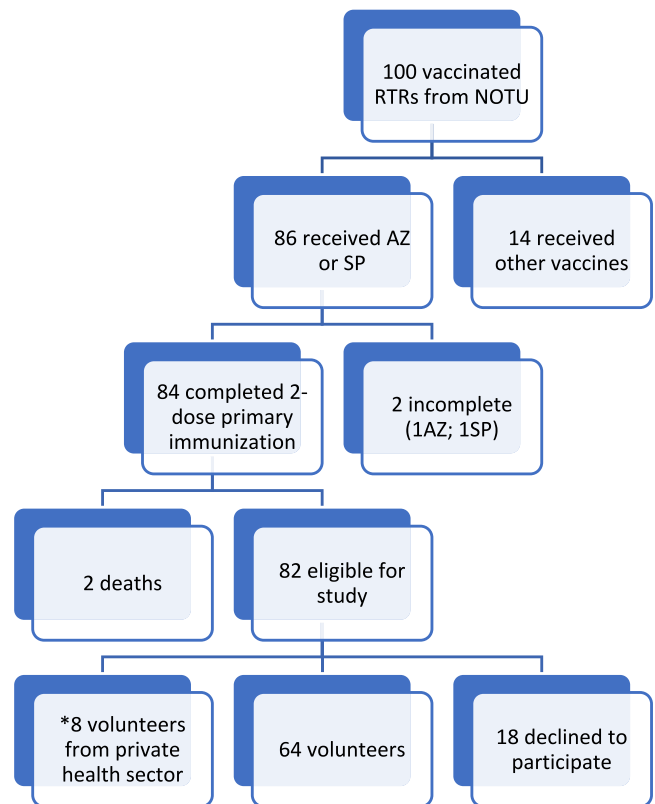 100 vaccinated
RTRs from NOTU
86 received AZ
or SP
14 received
other vaccines
84 completed 2-
dose primary
immunization
2 incomplete
(1AZ; 1SP)
2 deaths
82 eligible for
study
*8 volunteers
from private
health sector
64 volunteers
18 declined to
participate